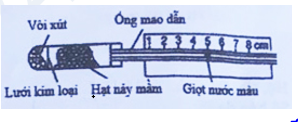 Vôi xút
Ống mao dẫn
1 2 3 4 5 6 7 8 cm
Lưới kim loại
Hạt nảy mầm
Giọt nước màu